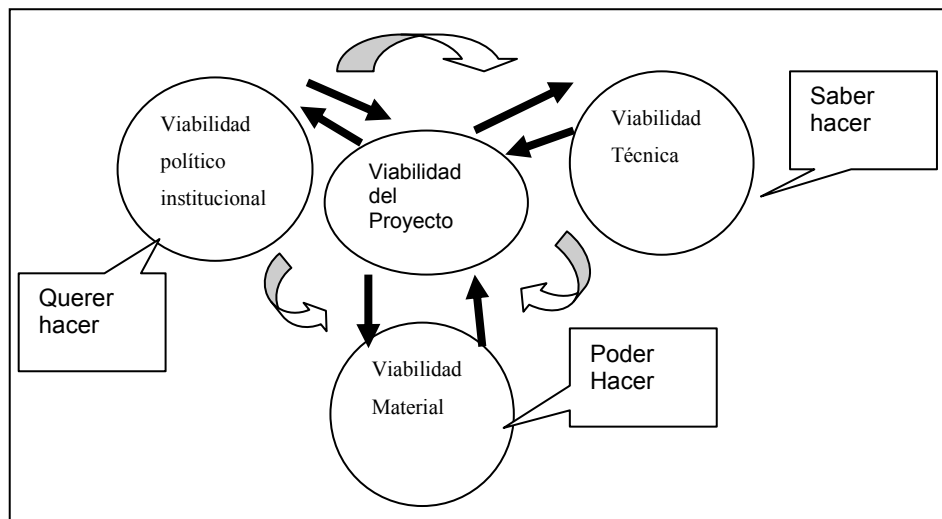 Viabilidad
político
institucional
Viabilidad
del
Proyecto
Viabilidad
Técnica
Saber
hacer
Querer
hacer
Viabilidad
Material
Poder
Hacer